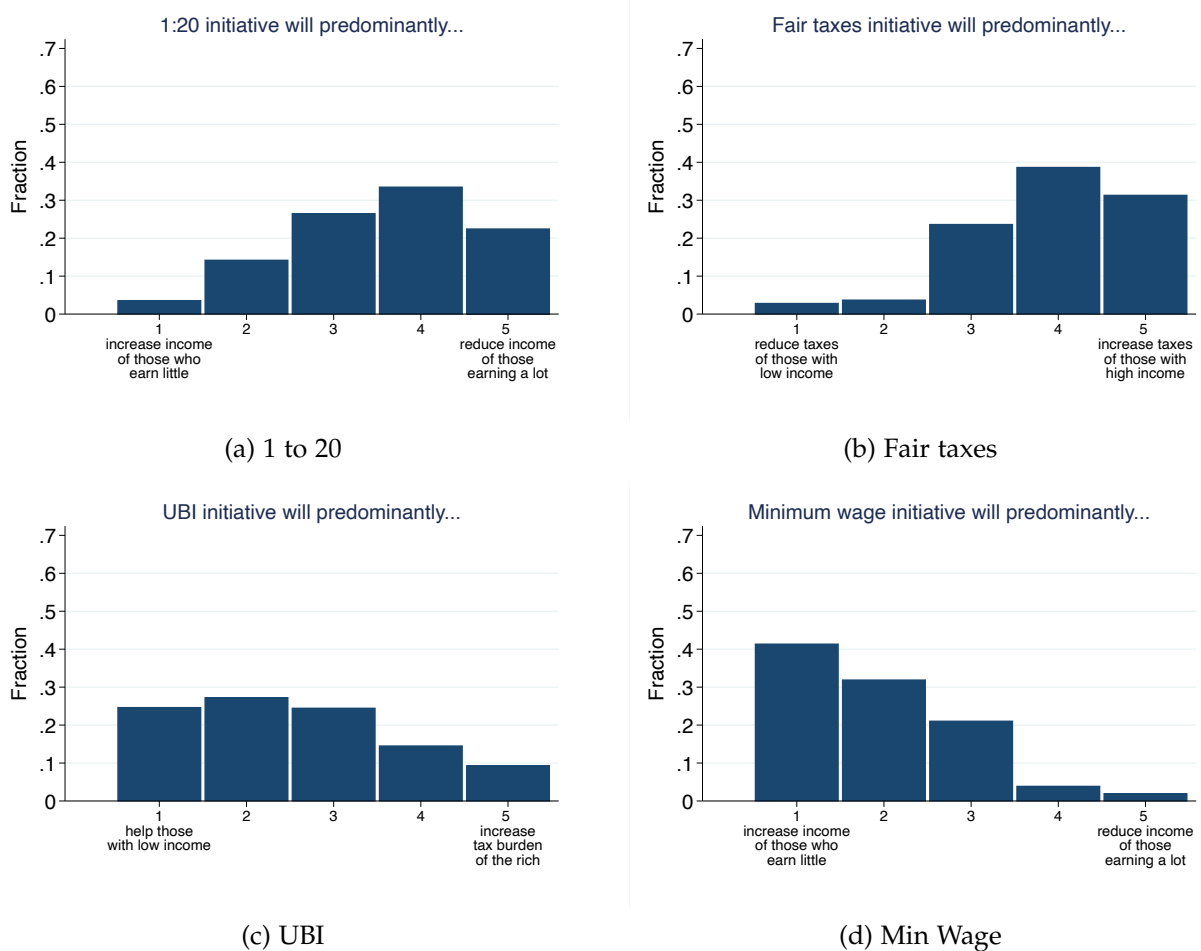 1:20 initiative will predominantly...
.7
.6
.5
.4
.3
.2
.1
0
Fraction
1
2
3
4
5
increase income
of those who
earn little
reduce income
of those
earning a lot
(a) 1 to 20
Fair taxes initiative will predominantly...
.7
.6
.5
.4
.3
.2
.1
0
Fraction
1
2
3
4
5
reduce taxes
of those with
low income
increase taxes
of those with
high income
(b) Fair taxes
UBI initiative will predominantly...
.7
.6
.5
.4
.3
.2
.1
0
Fraction
1
2
3
4
5
help those
with low income
increase
tax burden
of the rich
(c) UBI
Minimum wage initiative will predominantly...
.7
.6
.5
.4
.3
.2
.1
0
Fraction
1
2
3
4
5
increase income
of those who
earn little
reduce income
of those
earning a lot
(d) Min Wage